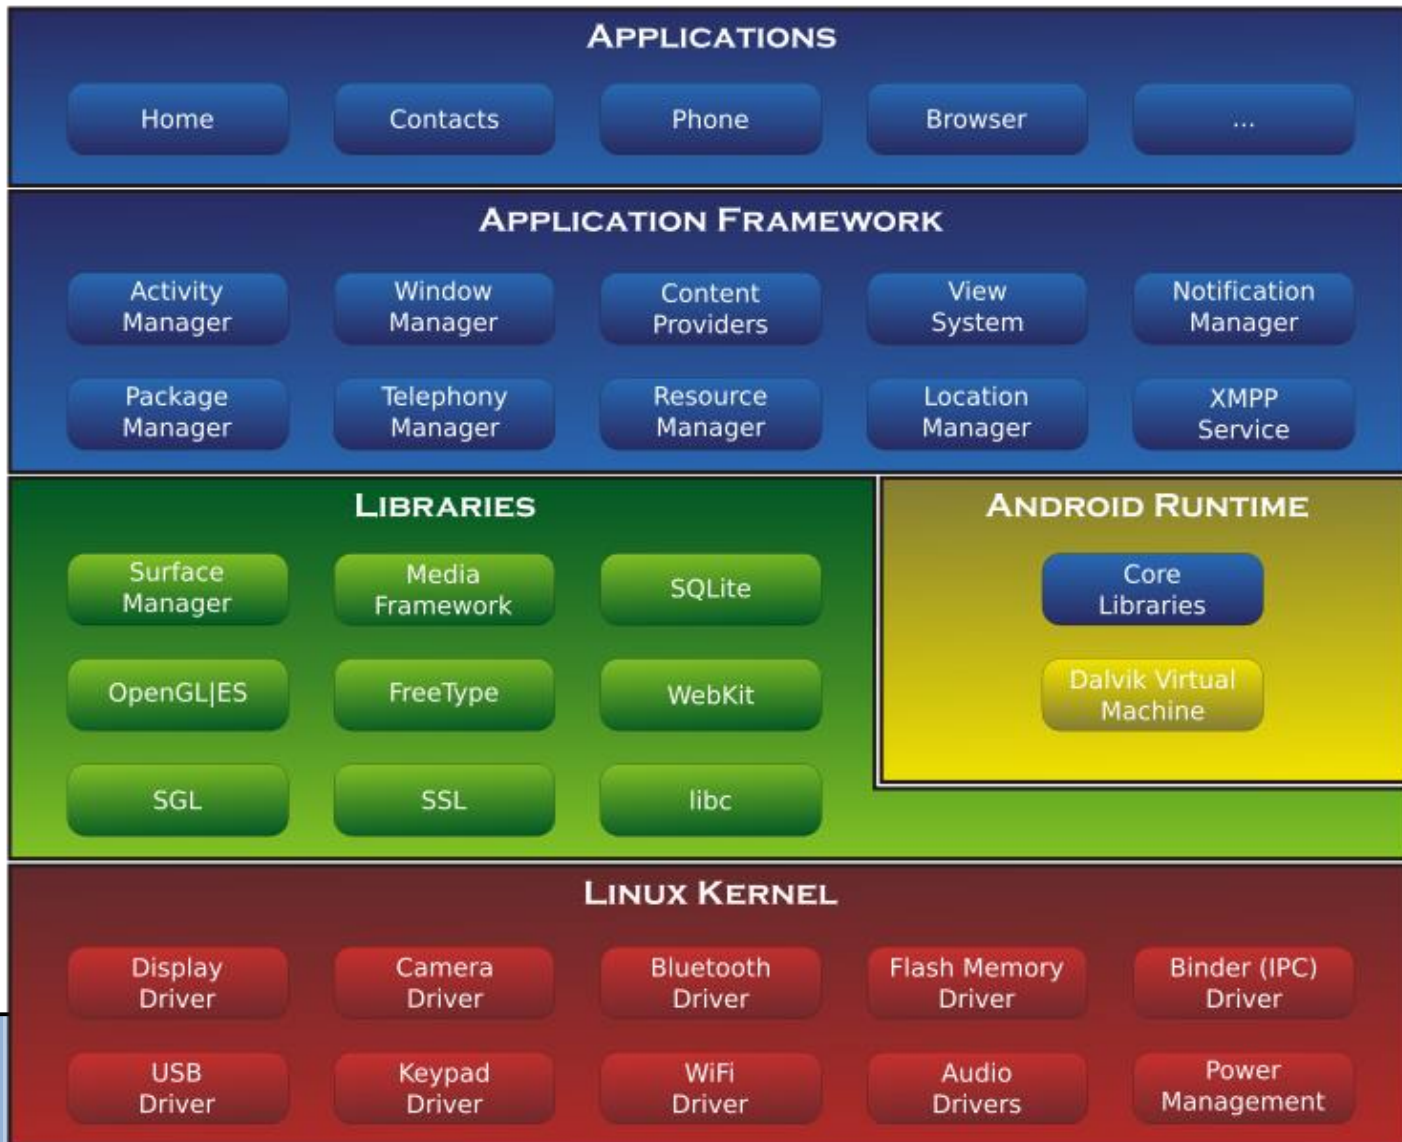 APPLICATIONS
Home
Contacts
Phone
Browser
...
APPLICATION FRAMEWORK
Activity
Manager
Window
Manager
Content
Providers
View
System
Notification
Manager
Package
Manager
Telephony
Manager
Resource
Manager
Location
Manager
XMPP
Service
LIBRARIES
Surface
Manager
Media
Framework
SQLite
OpenGL|ES
FreeType
WebKit
SGL
SSL
libc
ANDROID RUNTIME
Core
Libraries
Dalvik Virtual
Machine
LINUX KERNEL
Display
Driver
Camera
Driver
Bluetooth
Driver
Flash Memory
Driver
Binder (IPC)
Driver
USB
Driver
Keypad
Driver
WiFi
Driver
Audio
Drivers
Power
Management